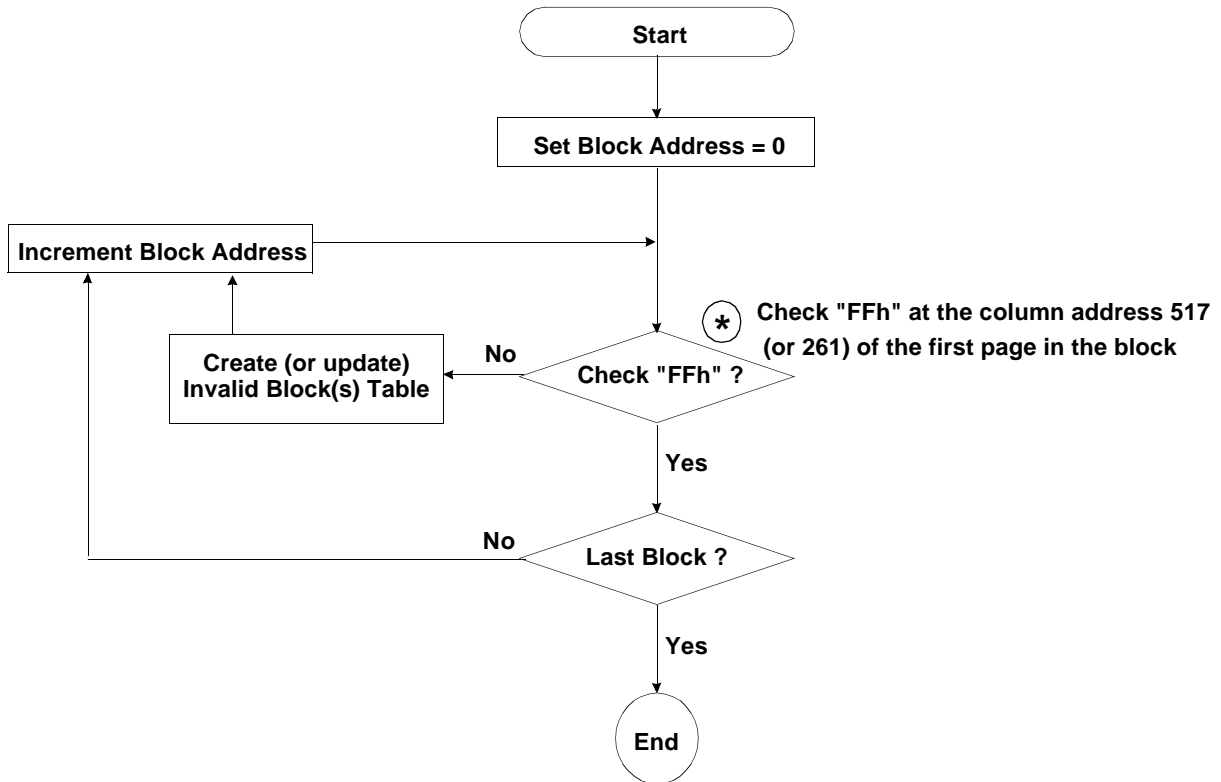 Start
Set Block Address = 0
Increment Block Address
* Check "FFh" at the column address 517
(or 261) of the first page in the block
No
Create (or update)
Invalid Block(s) Table
Check "FFh" ?
Yes
No
Last Block ?
Yes
End